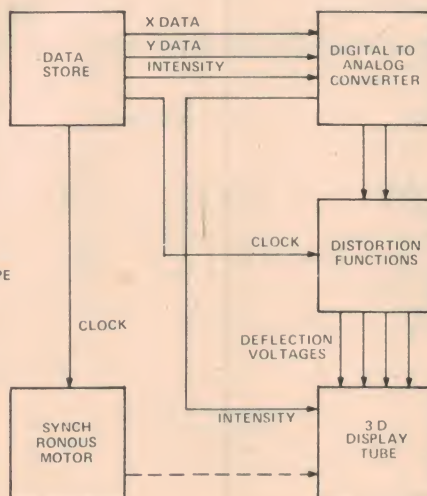 X DATA
Y DATA
INTENSITY
DATA
STORE
DIGITAL TO
ANALOG
CONVERTER
CLOCK
DISTORTION
FUNCTIONS
PE
CLOCK
DEFLECTION
VOLTAGES
SYNCH
RONOUS
MOTOR
INTENSITY
3 D
DISPLAY
TUBE